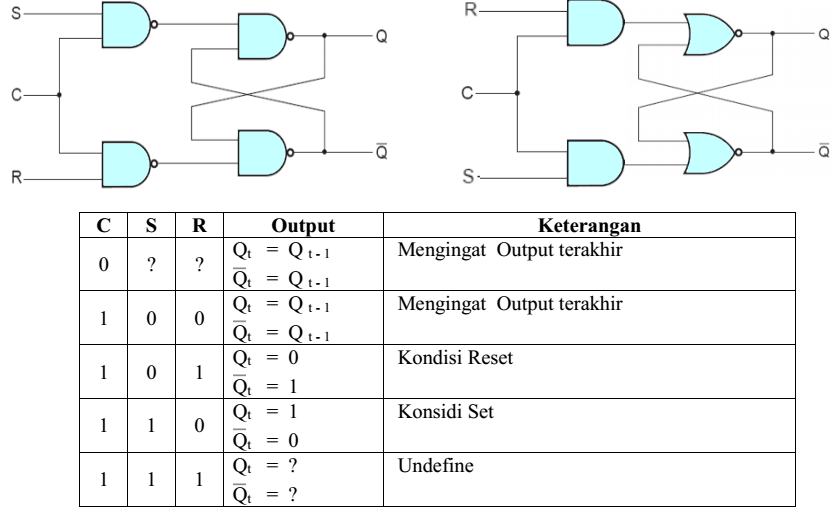 S
C
R
Q
Q̅
R
C
S
Q
Q̅
C S R Output Keterangan
0 ? ? Qt = Q t - 1 Mengingat Output terakhir
Q̅t = Q t - 1
1 0 0 Qt = Q t - 1 Mengingat Output terakhir
Q̅t = Q t - 1
1 0 1 Qt = 0 Kondisi Reset
Q̅t = 1
1 1 0 Qt = 1 Konsidi Set
Q̅t = 0
1 1 1 Qt = ? Undefine
Q̅t = ?